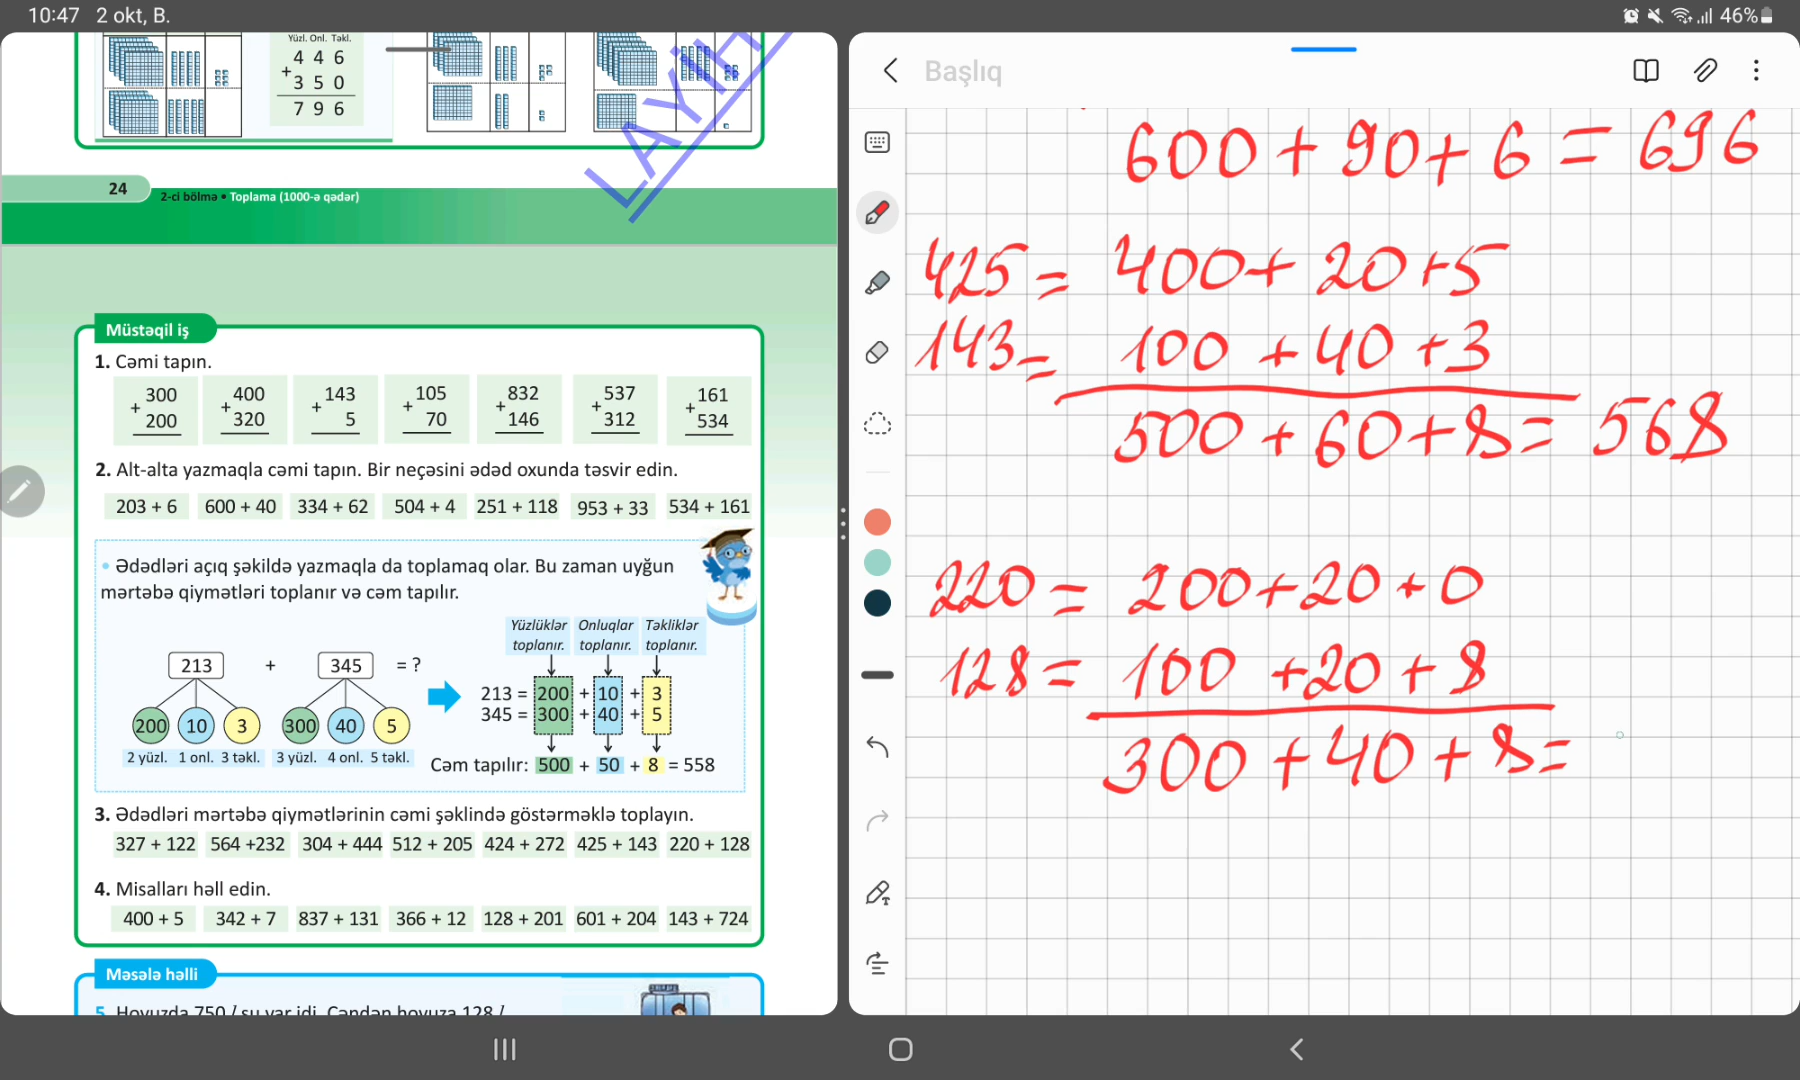 10:47 2 okt, B.
46%
Yüzl. Onl. Təkl.
4 4 6
+
3 5 0
7 9 6
LAYİH
24
2-ci bölmə • Toplama (1000-ə qədər)
Müstəqil iş
1. Cəmi tapın.
300 400 143 105 832 537 161
+ + + + + + +
200 320 5 70 146 312 534
2. Alt-alta yazmaqla cəmi tapın. Bir neçəsini ədəd oxunda təsvir edin.
203 + 6 600 + 40 334 + 62 504 + 4 251 + 118 953 + 33 534 + 161
• Ədədləri açıq şəkildə yazmaqla da toplamaq olar. Bu zaman uyğun
mərtəbə qiymətləri toplanır və cəm tapılır.
Yüzlüklər Onluqlar Təkliklər
toplanır. toplanır. toplanır.
213 + 345 = ?
213 = 200 + 10 + 3
345 = 300 + 40 + 5
200 10 3 300 40 5
2 yüzl. 1 onl. 3 təkl. 3 yüzl. 4 onl. 5 təkl.
Cəm tapılır: 500 + 50 + 8 = 558
3. Ədədləri mərtəbə qiymətlərinin cəmi şəklində göstərməklə toplayın.
327 + 122 564 +232 304 + 444 512 + 205 424 + 272 425 + 143 220 + 128
4. Misalları həll edin.
400 + 5 342 + 7 837 + 131 366 + 12 128 + 201 601 + 204 143 + 724
Məsələ həlli
5. Hovuzda 750 l su var idi. Çəndən hovuza 128 l
Başlıq
600 + 90 + 6 = 696
425 = 400 + 20 + 5
143 = 100 + 40 + 3
500 + 60 + 8 = 568
220 = 200 + 20 + 0
128 = 100 + 20 + 8
300 + 40 + 8 =